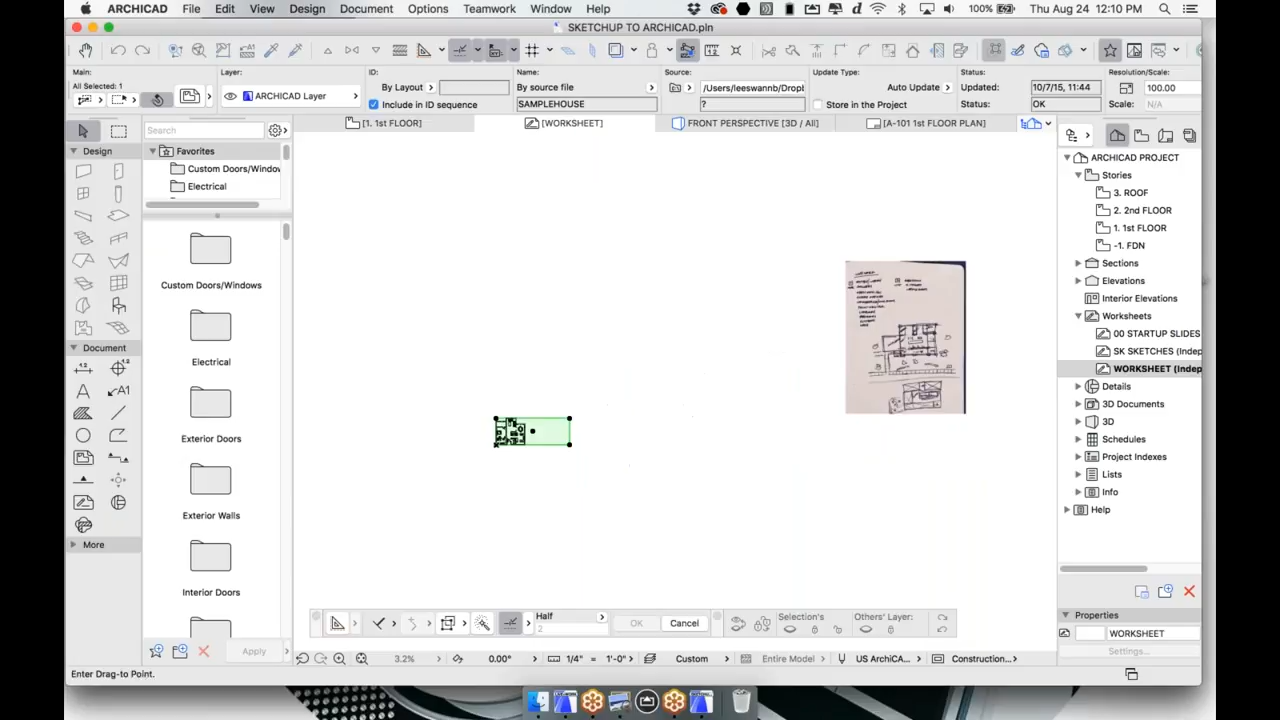 ARCHICAD File Edit View Design Document Options Teamwork Window Help 100% Thu Aug 24 12:10 PM
SKETCHUP TO ARCHICAD.pln
Main:
All Selected: 1
Layer:
ARCHICAD Layer
ID:
By Layout
Include in ID sequence
Name:
By source file
SAMPLEHOUSE
Source:
/Users/leeswannb/Dropl
?
Update Type:
Auto Update
Store in the Project
Status:
Updated: 10/7/15, 11:44
Status: OK
Resolution/Scale:
100.00
Scale: N/A
[1. 1st FLOOR]
[WORKSHEET]
FRONT PERSPECTIVE [3D / All]
[A-101 1st FLOOR PLAN]
Design
Document
More
Search
Favorites
Custom Doors/Window
Electrical
Custom Doors/Windows
Electrical
Exterior Doors
Exterior Walls
Interior Doors
Apply
ARCHICAD PROJECT
Stories
3. ROOF
2. 2nd FLOOR
1. 1st FLOOR
-1. FDN
Sections
Elevations
Interior Elevations
Worksheets
00 STARTUP SLIDES
SK SKETCHES (Indep
WORKSHEET (Indep
Details
3D Documents
3D
Schedules
Project Indexes
Lists
Info
Help
Properties
WORKSHEET
Settings...
Half
2
OK
Cancel
Selection's
Others' Layer:
3.2% 0.00° 1/4" = 1'-0" Custom Entire Model US ArchiCA... Construction...
Enter Drag-to Point.